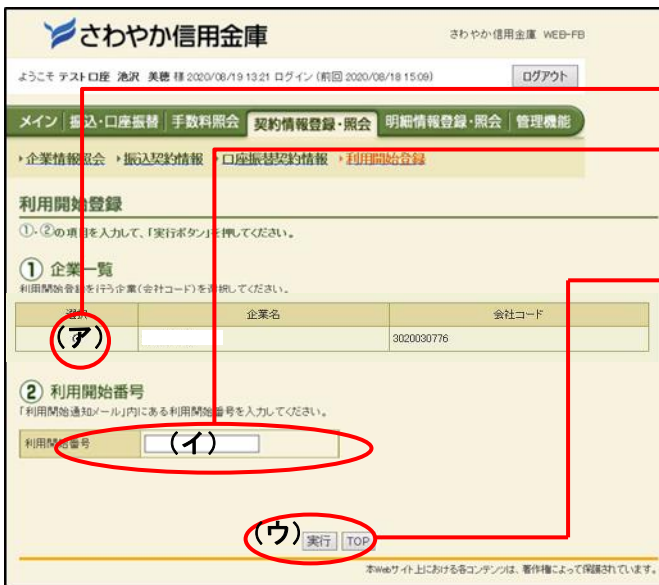 さわやか信用金庫
さわやか信用金庫 WEB-FB
ようこそ テスト口座 池沢 美穂 様 2020/08/19 13:21 ログイン (前回 2020/08/18 15:09)
ログアウト
メイン 振込・口座振替 手数料照会 契約情報登録・照会 明細情報登録・照会 管理機能
企業情報照会 振込契約情報 口座振替契約情報 利用開始登録
利用開始登録
①-②の項目を入力して、「実行ボタン」を押してください。
① 企業一覧
利用開始登録を行う企業(会社コード)を選択してください。
選択 企業名 会社コード
(ア) 3020030776
② 利用開始番号
「利用開始通知メール」内にある利用開始番号を入力してください。
利用開始番号 (イ)
(ウ) 実行 TOP
本Webサイト上における各コンテンツは、著作権によって保護されています。